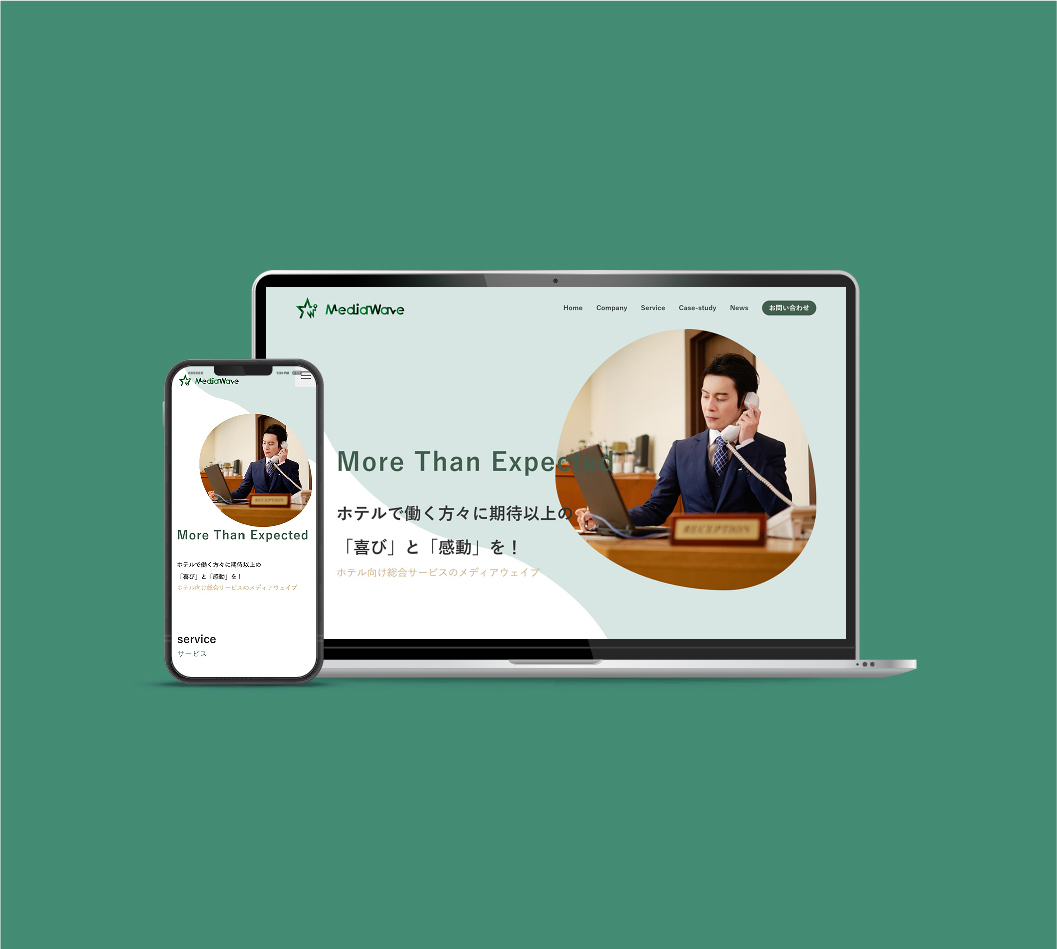 MediaWave
Home Company Service Case-study News お問い合わせ
More Than Expected
ホテルで働く方々に期待以上の
「喜び」と「感動」を！
ホテル向け総合サービスのメディアウェイブ
RECEPTION
MediaWave
RECEPTION
More Than Expected
ホテルで働く方々に期待以上の
「喜び」と「感動」を！
ホテル向け総合サービスのメディアウェイブ
service
サービス